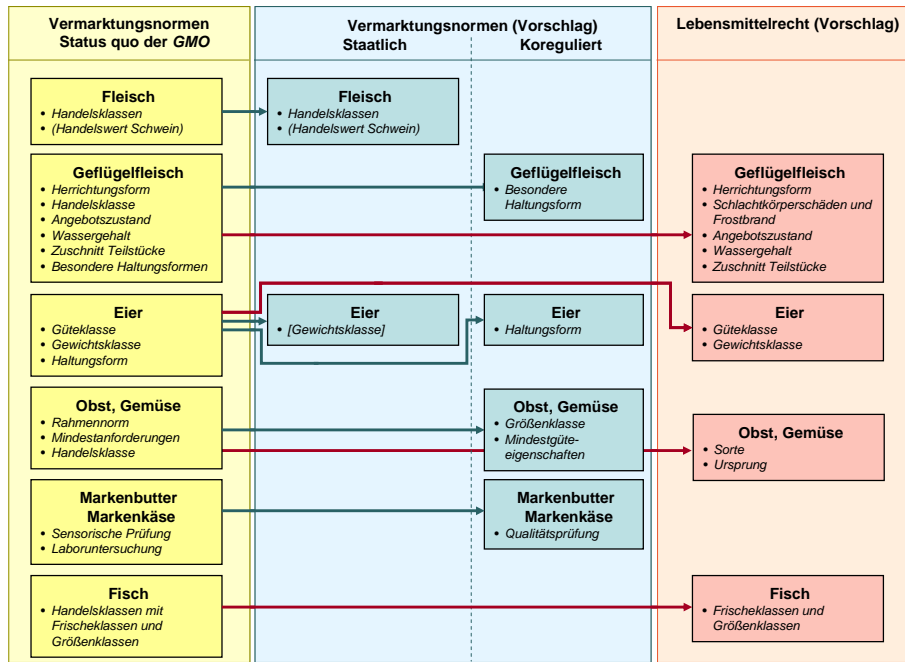 Vermarktungsnormen
Status quo der GMO
Vermarktungsnormen (Vorschlag)
Staatlich
Koreguliert
Lebensmittelrecht (Vorschlag)
Fleisch
• Handelsklassen
• (Handelswert Schwein)
Fleisch
• Handelsklassen
• (Handelswert Schwein)
Geflügelfleisch
• Herrichtungsform
• Handelsklasse
• Angebotszustand
• Wassergehalt
• Zuschnitt Teilstücke
• Besondere Haltungsformen
Geflügelfleisch
• Besondere
Haltungsform
Geflügelfleisch
• Herrichtungsform
• Schlachtkörperschäden und
Frostbrand
• Angebotszustand
• Wassergehalt
• Zuschnitt Teilstücke
Eier
• Güteklasse
• Gewichtsklasse
• Haltungsform
Eier
• [Gewichtsklasse]
Eier
• Haltungsform
Eier
• Güteklasse
• Gewichtsklasse
Obst, Gemüse
• Rahmennorm
• Mindestanforderungen
• Handelsklasse
Obst, Gemüse
• Größenklasse
• Mindestgüte-
eigenschaften
Obst, Gemüse
• Sorte
• Ursprung
Markenbutter
Markenkäse
• Sensorische Prüfung
• Laboruntersuchung
Markenbutter
Markenkäse
• Qualitätsprüfung
Fisch
• Handelsklassen mit
Frischeklassen und
Größenklassen
Fisch
• Frischeklassen und
Größenklassen